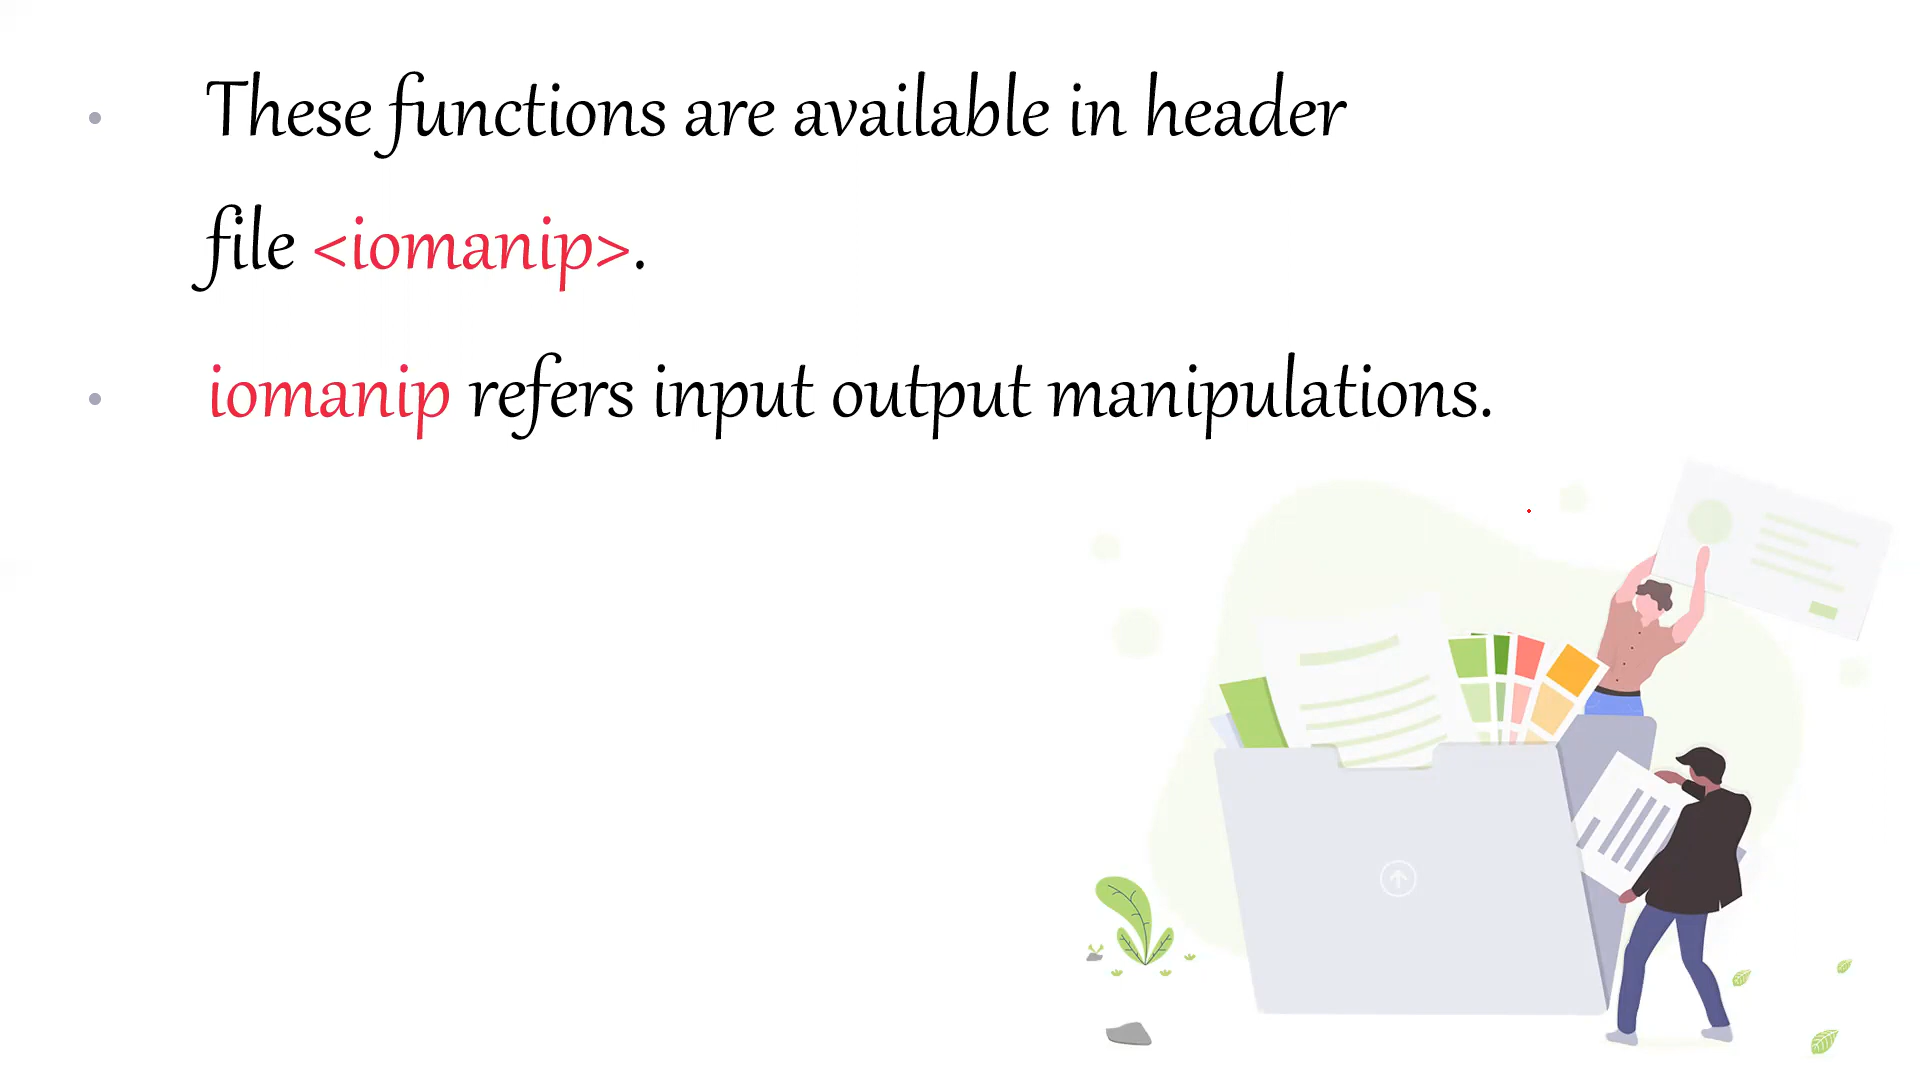 • These functions are available in header
file <iomanip>.
• iomanip refers input output manipulations.